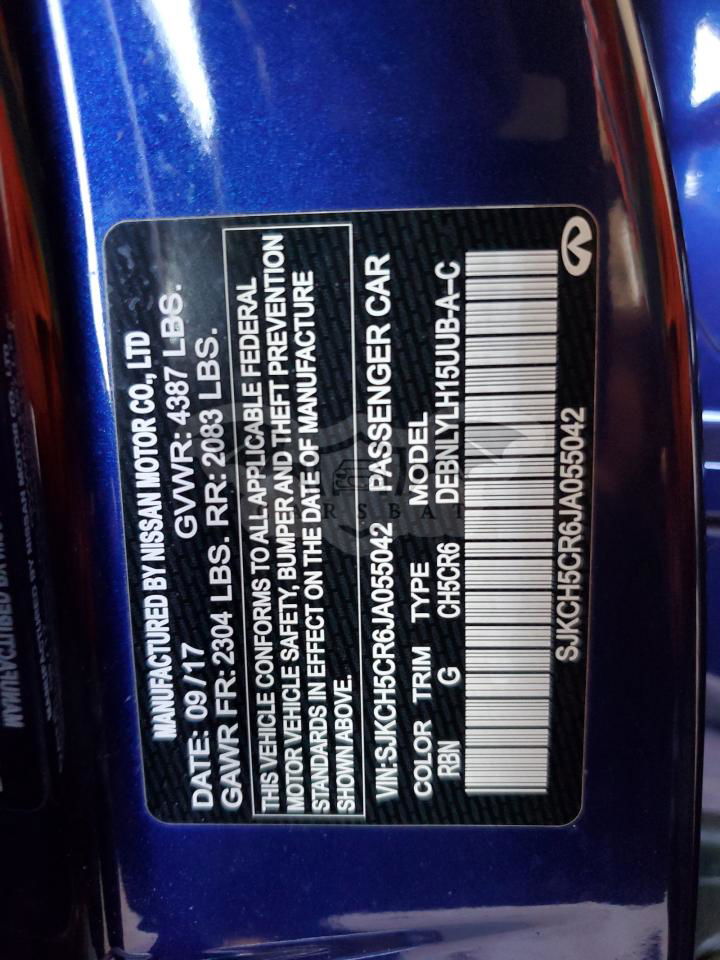 MANUFACTURED BY NISSAN MOTOR CO., LTD
DATE: 09/17 GVWR: 4387 LBS.
GAWR FR: 2304 LBS. RR: 2083 LBS.
THIS VEHICLE CONFORMS TO ALL APPLICABLE FEDERAL
MOTOR VEHICLE SAFETY, BUMPER AND THEFT PREVENTION
STANDARDS IN EFFECT ON THE DATE OF MANUFACTURE
SHOWN ABOVE.
VIN:SJKCH5CR6JA055042 PASSENGER CAR
COLOR TRIM TYPE MODEL
RBN G CH5CR6 DEBNLYLH15UUB-A-C
SJKCH5CR6JA055042
CARSBAT